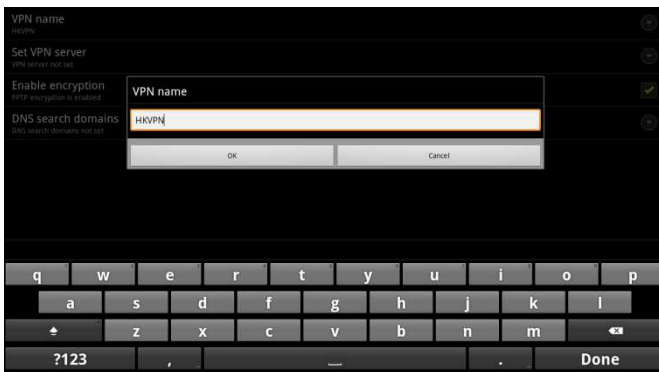 VPN name
HKVPN
Set VPN server
VPN server not set
Enable encryption
PPTP encryption is enabled
DNS search domains
DNS search domains not set
VPN name
HKVPN
OK Cancel
q w e r t y u i o p
a s d f g h j k l
z x c v b n m
?123 , . Done